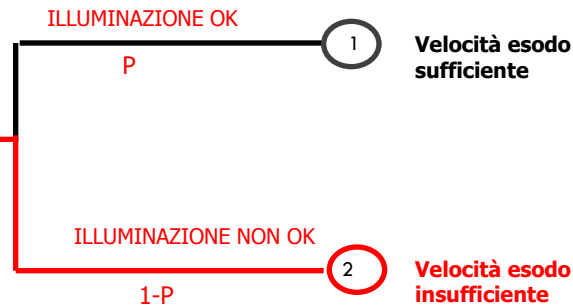 ILLUMINAZIONE OK
P
1
Velocità esodo
sufficiente
ILLUMINAZIONE NON OK
1-P
2
Velocità esodo
insufficiente